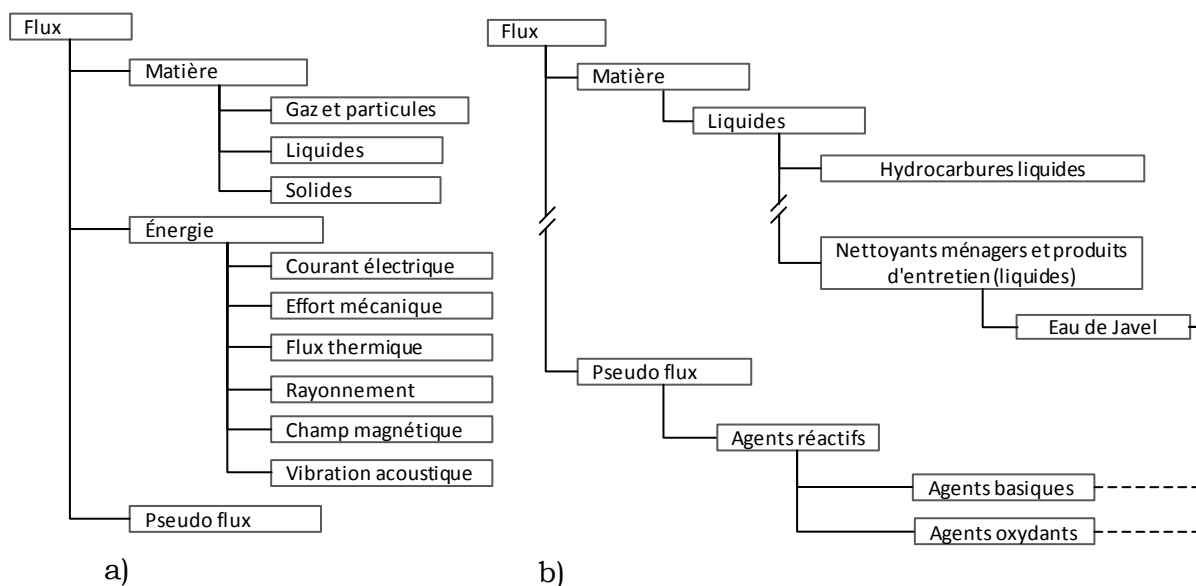 Flux
Matière
Gaz et particules
Liquides
Solides
Énergie
Courant électrique
Effort mécanique
Flux thermique
Rayonnement
Champ magnétique
Vibration acoustique
Pseudo flux
a)
Flux
Matière
Liquides
Hydrocarbures liquides
Nettoyants ménagers et produits
d'entretien (liquides)
Eau de Javel
Pseudo flux
Agents réactifs
Agents basiques
Agents oxydants
b)